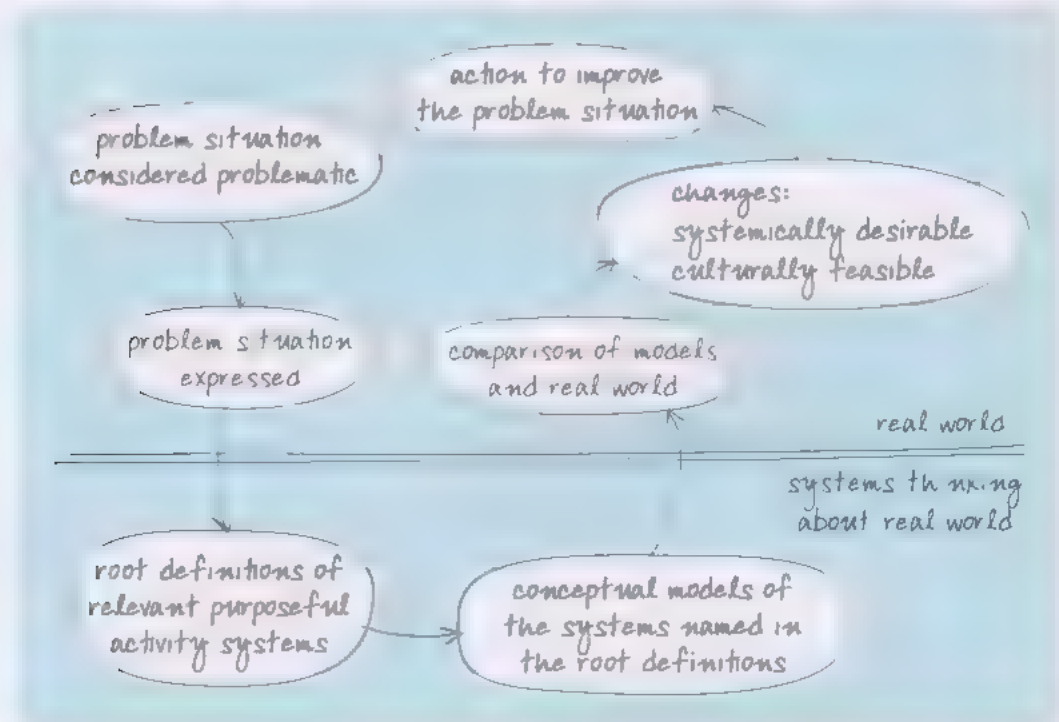 action to improve
the problem situation
problem situation
considered problematic
changes:
systemically desirable
culturally feasible
problem situation
expressed
comparison of models
and real world
real world
systems thinking
about real world
root definitions of
relevant purposeful
activity systems
conceptual models of
the systems named in
the root definitions